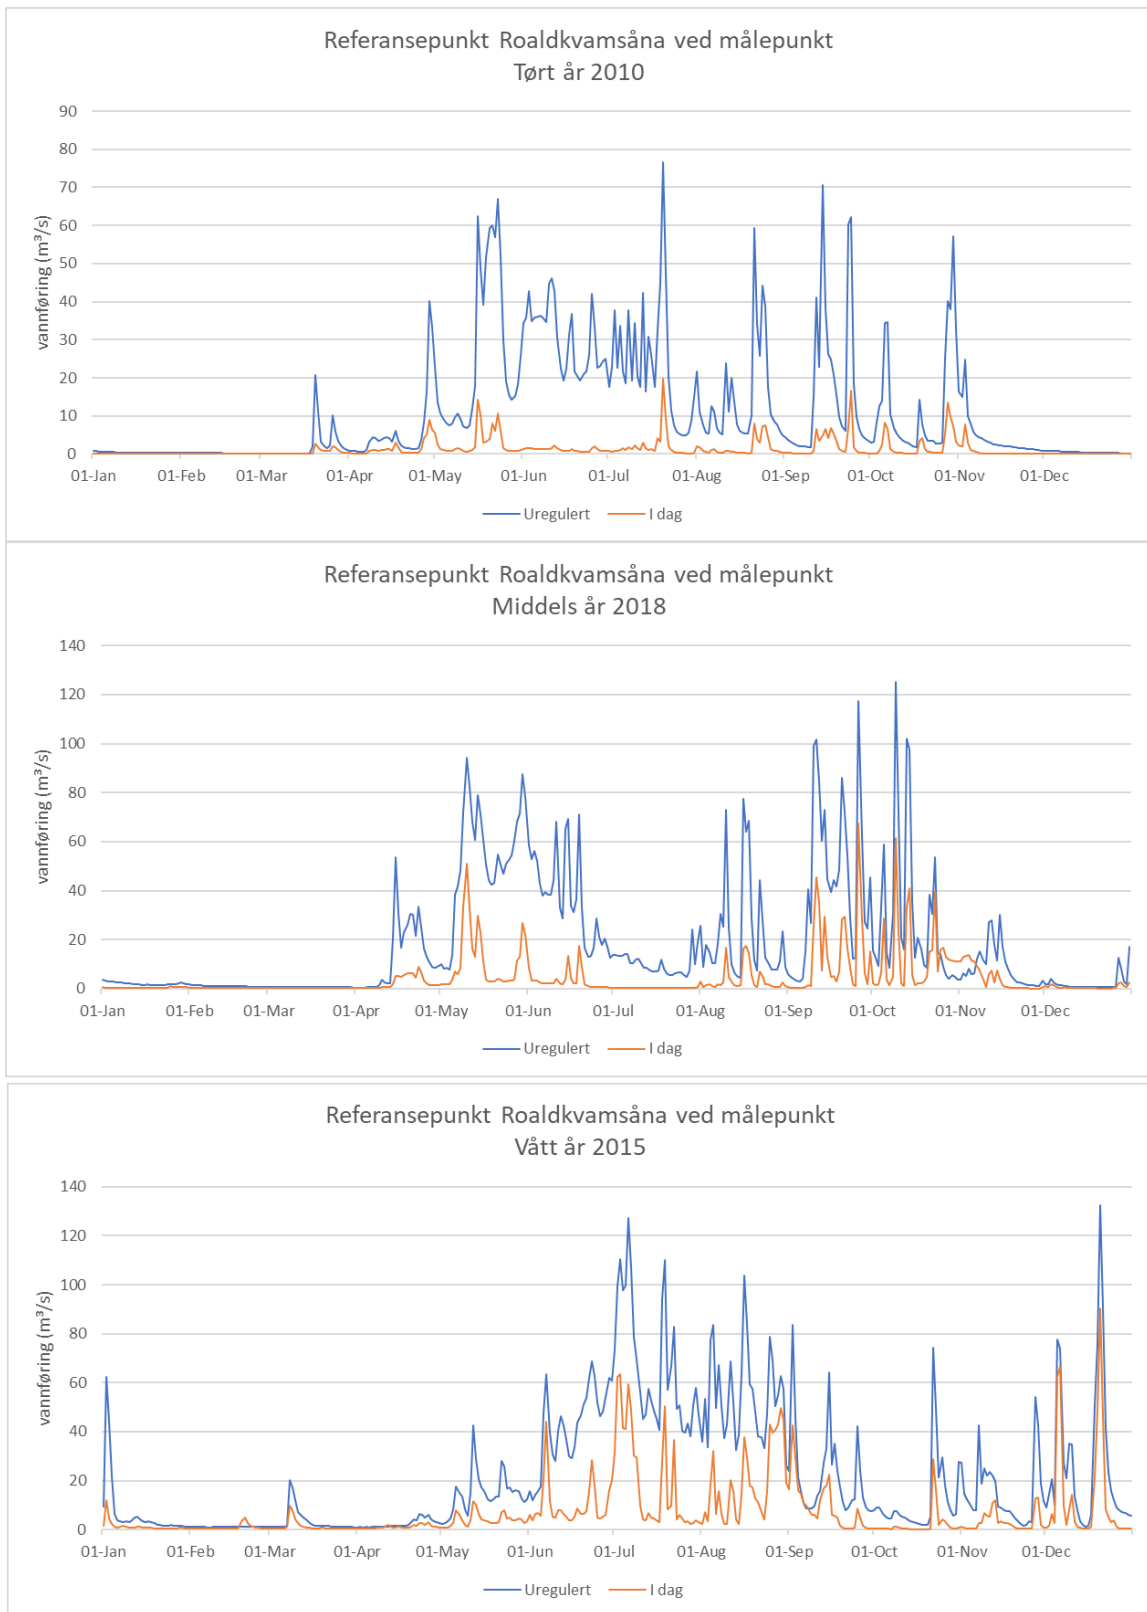 Referansepunkt Roaldkvamsåna ved målepunkt
Tørt år 2010
90
80
70
60
50
40
30
20
10
0
vannføring (m³/s)
01-Jan 01-Feb 01-Mar 01-Apr 01-May 01-Jun 01-Jul 01-Aug 01-Sep 01-Oct 01-Nov 01-Dec
Uregulert I dag
Referansepunkt Roaldkvamsåna ved målepunkt
Middels år 2018
140
120
100
80
60
40
20
0
vannføring (m³/s)
01-Jan 01-Feb 01-Mar 01-Apr 01-May 01-Jun 01-Jul 01-Aug 01-Sep 01-Oct 01-Nov 01-Dec
Uregulert I dag
Referansepunkt Roaldkvamsåna ved målepunkt
Vått år 2015
140
120
100
80
60
40
20
0
vannføring (m³/s)
01-Jan 01-Feb 01-Mar 01-Apr 01-May 01-Jun 01-Jul 01-Aug 01-Sep 01-Oct 01-Nov 01-Dec
Uregulert I dag